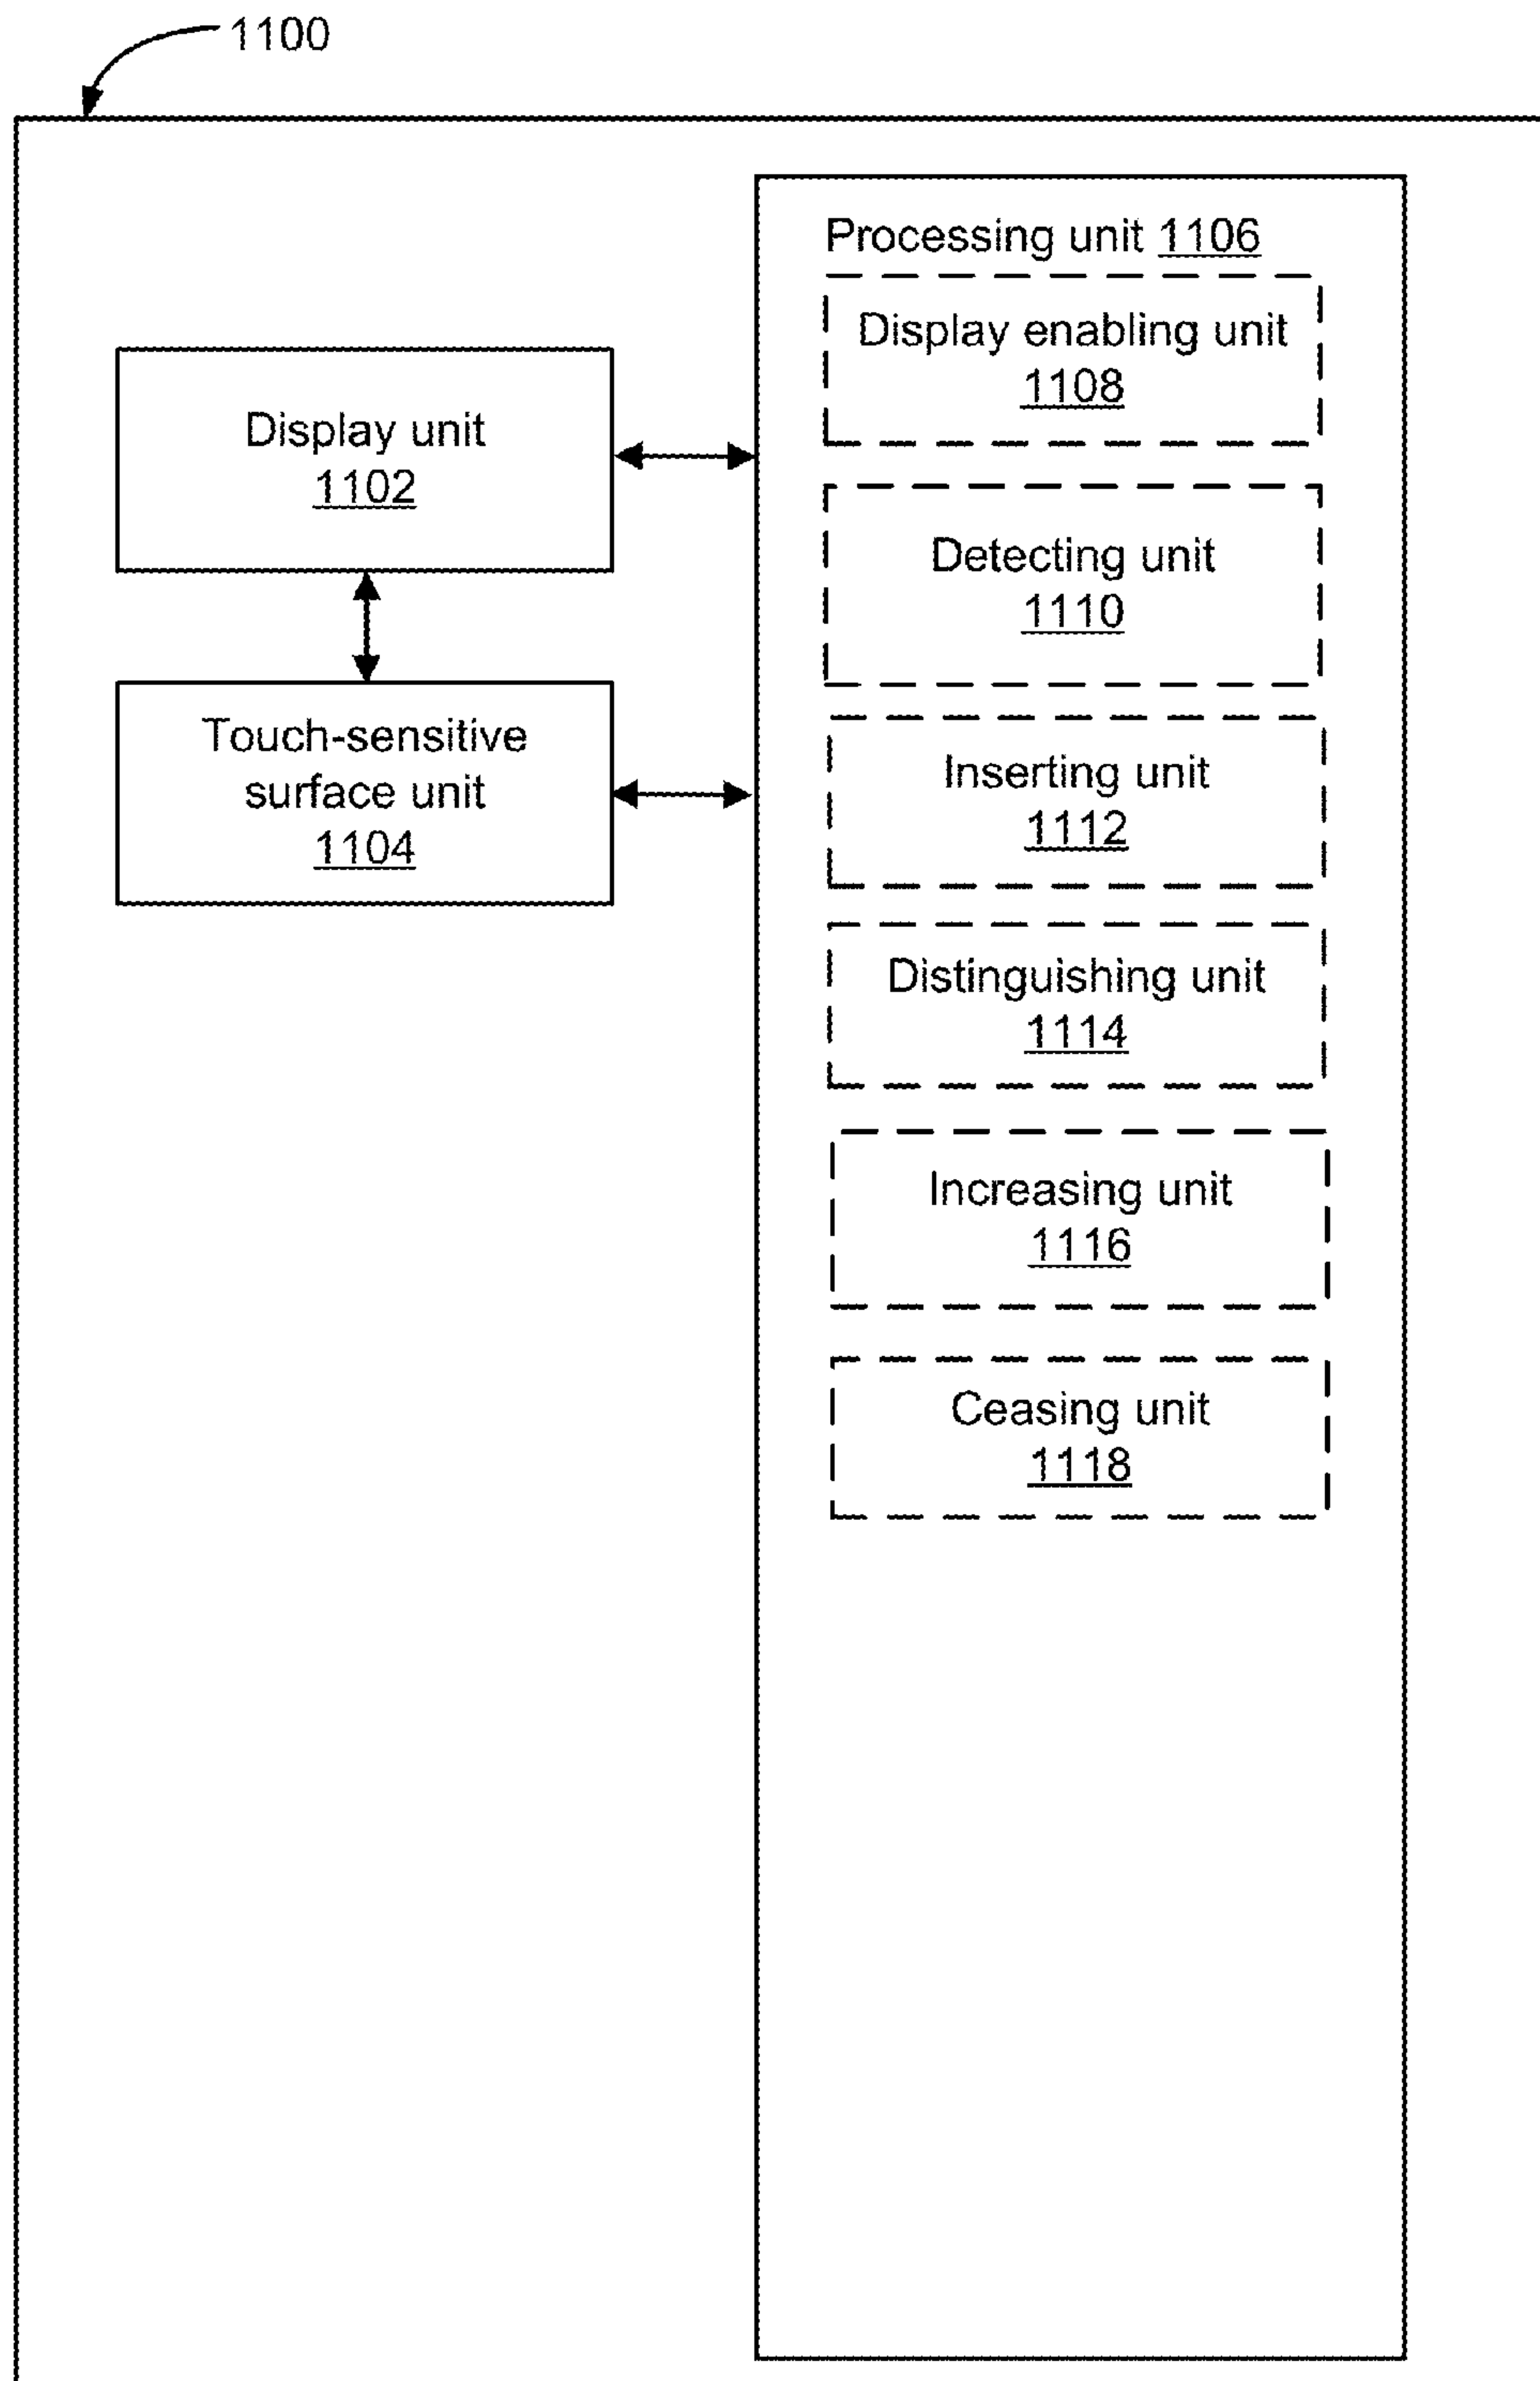 1100
Display unit
1102
Touch-sensitive
surface unit
1104
Processing unit 1106
Display enabling unit
1108
Detecting unit
1110
Inserting unit
1112
Distinguishing unit
1114
Increasing unit
1116
Ceasing unit
1118